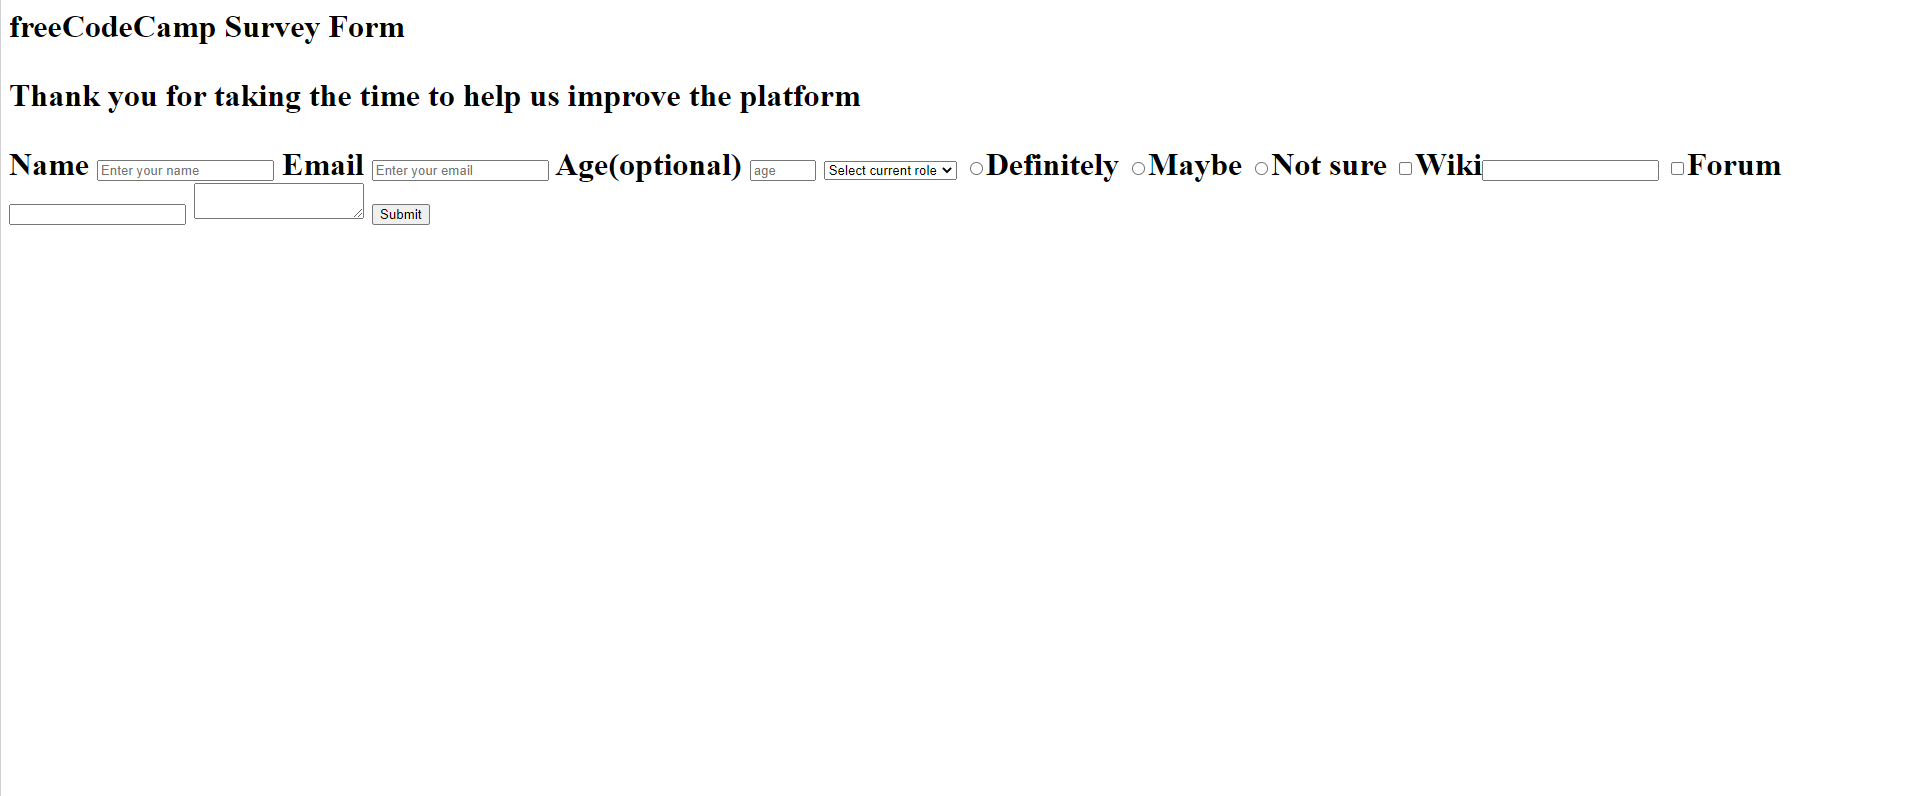 freeCodeCamp Survey Form
Thank you for taking the time to help us improve the platform
Name Enter your name Email Enter your email Age(optional) age Select current role Definitely Maybe Not sure Wiki Forum
Submit